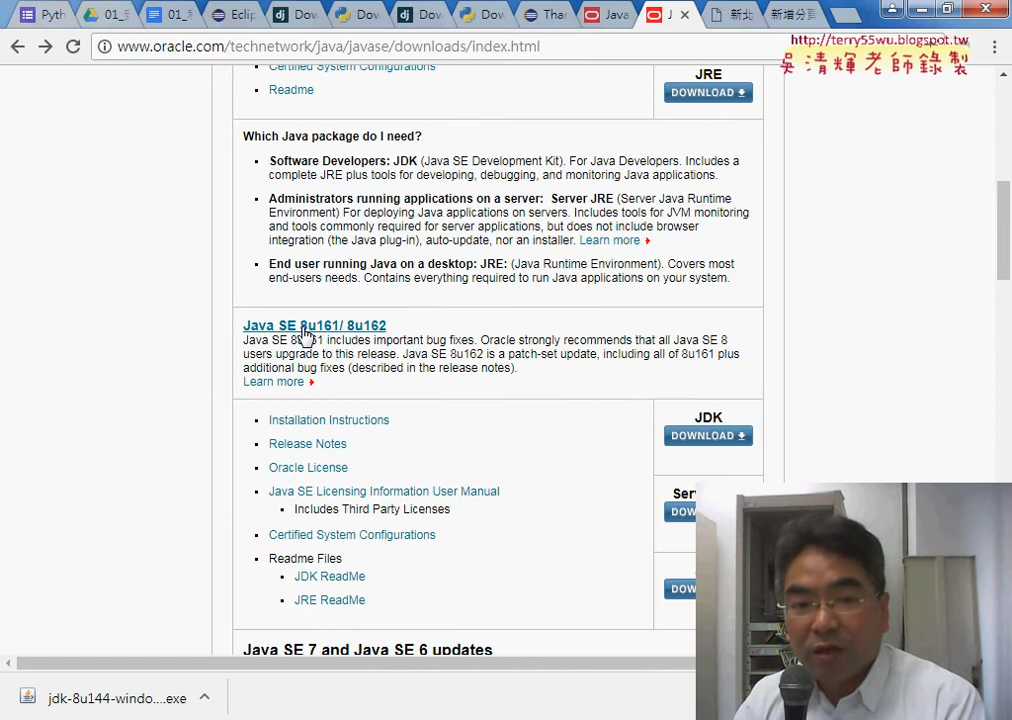 Pyth
01_
01_
Eclip
Dow
Dow
Dow
Dow
Thar
Java
J
新北
新增分頁
www.oracle.com/technetwork/java/javase/downloads/index.html
http://terry55wu.blogspot.tw
吳清輝老師錄製
Certified System Configurations
Readme
JRE
DOWNLOAD
Which Java package do I need?
Software Developers: JDK (Java SE Development Kit). For Java Developers. Includes a
complete JRE plus tools for developing, debugging, and monitoring Java applications.
Administrators running applications on a server: Server JRE (Server Java Runtime
Environment) For deploying Java applications on servers. Includes tools for JVM monitoring
and tools commonly required for server applications, but does not include browser
integration (the Java plug-in), auto-update, nor an installer. Learn more
End user running Java on a desktop: JRE: (Java Runtime Environment). Covers most
end-users needs. Contains everything required to run Java applications on your system.
Java SE 8u161/ 8u162
Java SE 8u161 includes important bug fixes. Oracle strongly recommends that all Java SE 8
users upgrade to this release. Java SE 8u162 is a patch-set update, including all of 8u161 plus
additional bug fixes (described in the release notes).
Learn more
Installation Instructions
Release Notes
Oracle License
Java SE Licensing Information User Manual
Includes Third Party Licenses
Certified System Configurations
Readme Files
JDK ReadMe
JRE ReadMe
JDK
DOWNLOAD
Ser
DOW
DOW
Java SE 7 and Java SE 6 updates
jdk-8u144-windo....exe